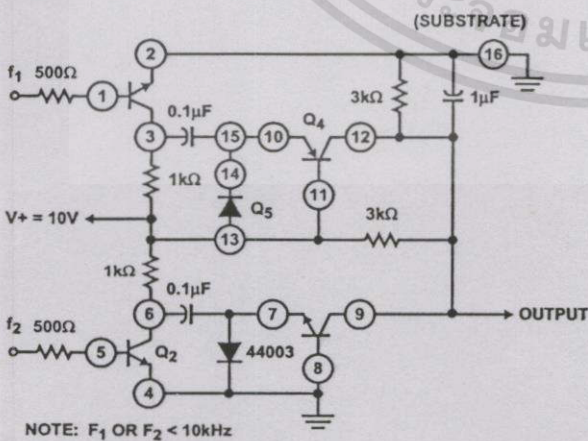 (SUBSTRATE)
2
16
f1 500Ω
1
3kΩ
1μF
0.1μF
Q4
3
15
10
12
14
11
1kΩ
Q5
V+ = 10V
13
3kΩ
1kΩ
0.1μF
6
7
9
OUTPUT
f2 500Ω
5
Q2
44003
8
4
NOTE: F1 OR F2 < 10kHz